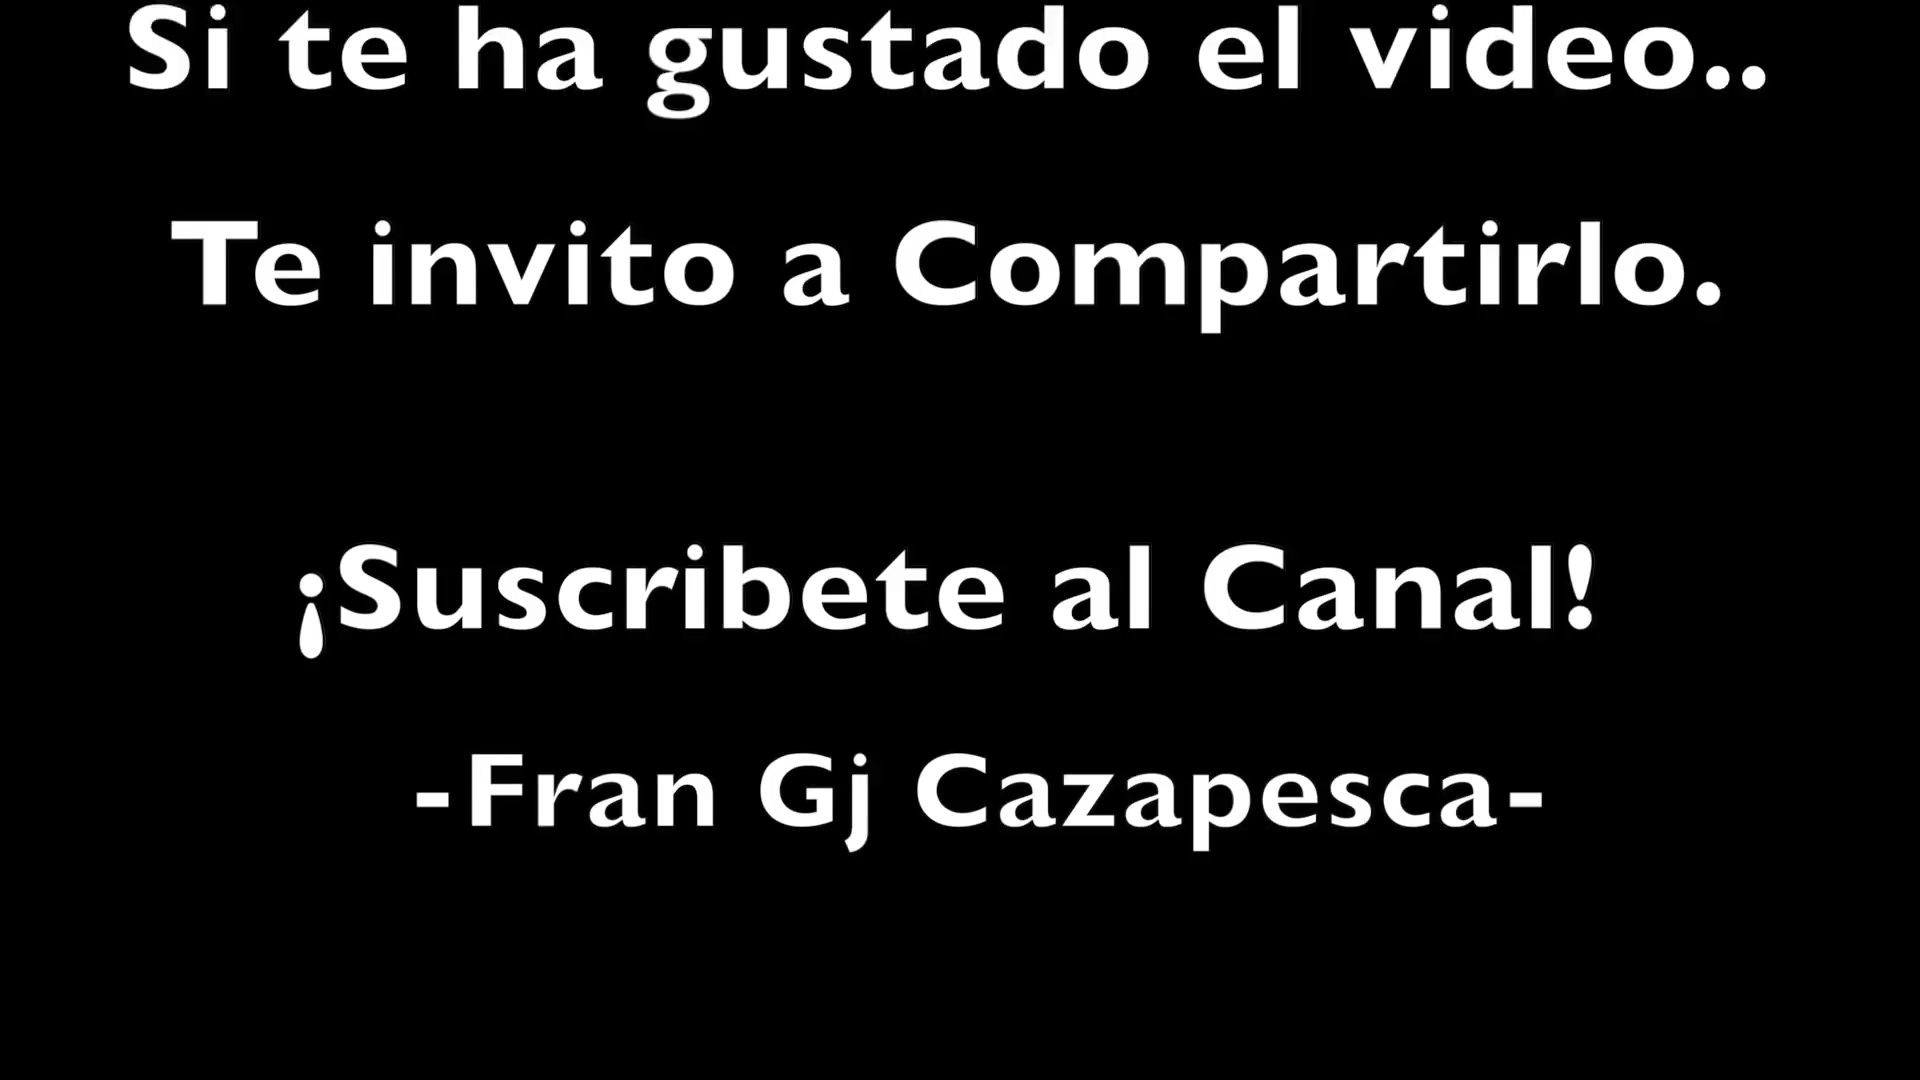 Si te ha gustado el video..
Te invito a Compartirlo.
¡Suscribete al Canal!
-Fran Gj Cazapesca-